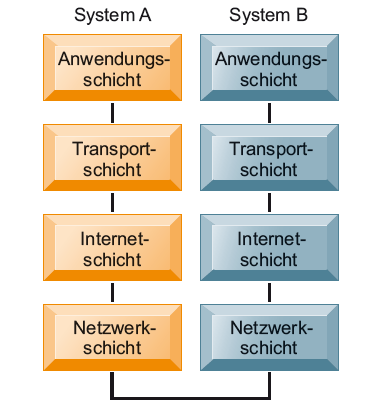 System A
System B
Anwendungs-
schicht
Anwendungs-
schicht
Transport-
schicht
Transport-
schicht
Internet-
schicht
Internet-
schicht
Netzwerk-
schicht
Netzwerk-
schicht